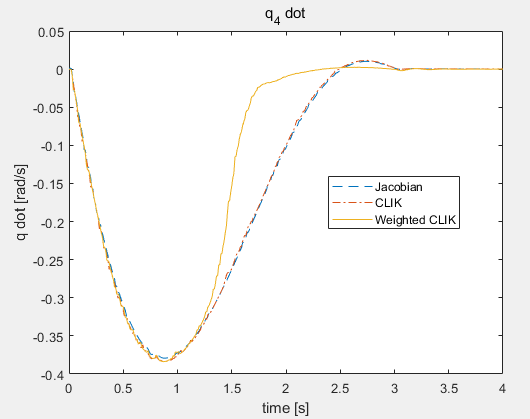 q4 dot
0.05
0
-0.05
-0.1
-0.15
-0.2
-0.25
-0.3
-0.35
-0.4
q dot [rad/s]
Jacobian
CLIK
Weighted CLIK
0 0.5 1 1.5 2 2.5 3 3.5 4
time [s]